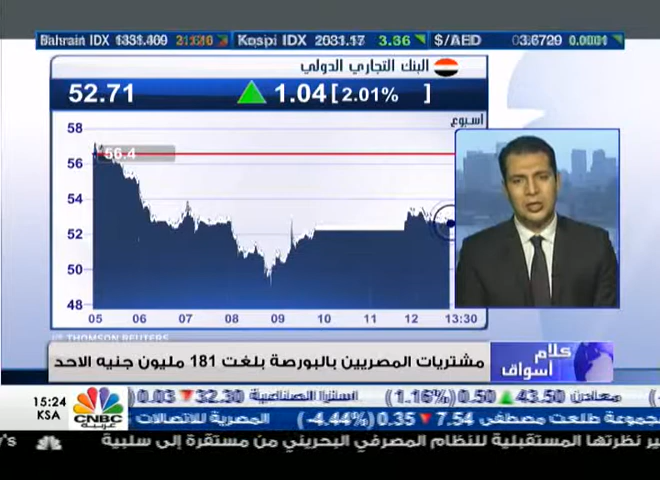 Bahrain IDX 1331.409 Kospi IDX 2031.17 3.36 $/AED 3.6729 0.0001
البنك التجاري الدولي
52.71 1.04 [ 2.01% ]
أسبوع
58
56.4
56
54
52
50
48
05 06 07 08 09 10 11 12 13:30
THOMSON REUTERS
كلام أسواق
مشتريات المصريين بالبورصة بلغت 181 مليون جنيه الاحد
معادن 43.50 0.50 (1.16%) استرا الصناعية 32.30 0.03
15:24
KSA
CNBC
عربية
مجموعة طلعت مصطفى 7.54 0.35 (-4.44%) المصرية للاتصالات
نظرتها المستقبلية للنظام المصرفي البحريني من مستقرة إلى سلبية